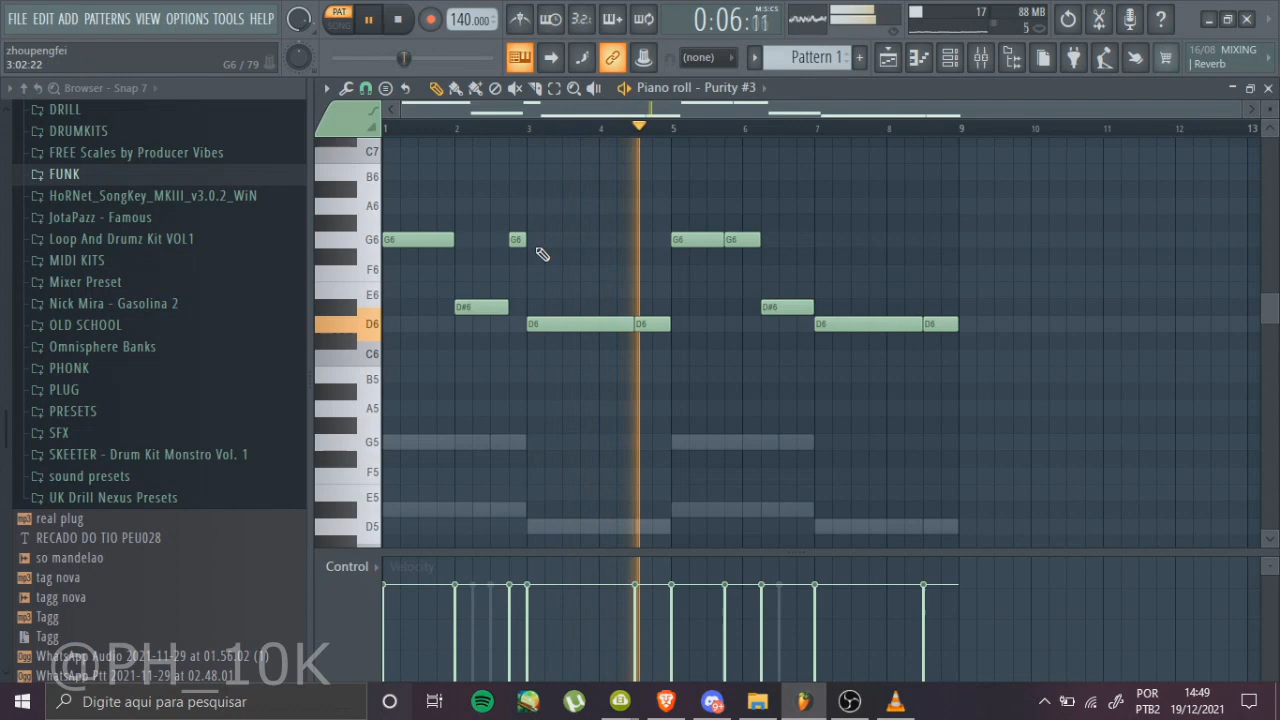 FILE EDIT ADD PATTERNS VIEW OPTIONS TOOLS HELP
PAT
SONG
140.000
3.2.
0:06:11
M:S:CS
17
88 MB
5
zhoupengfei
3:02:22
G6 / 79
(none)
Pattern 1
16/08 MIXING
| Reverb
Browser - Snap 7
Piano roll - Purity #3
DRILL
DRUMKITS
FREE Scales by Producer Vibes
FUNK
HoRNet_SongKey_MKIII_v3.0.2_WiN
JotaPazz - Famous
Loop And Drumz Kit VOL1
MIDI KITS
Mixer Preset
Nick Mira - Gasolina 2
OLD SCHOOL
Omnisphere Banks
PHONK
PLUG
PRESETS
SFX
SKEETER - Drum Kit Monstro Vol. 1
sound presets
UK Drill Nexus Presets
real plug
RECADO DO TIO PEU028
so mandelao
tag nova
tagg nova
Tagg
Tagg
WhatsApp Audio 2021-11-29 at 01.56.02 (1)
WhatsApp Ptt 2021-11-29 at 02.48.01
@PH_10K
1 2 3 4 5 6 7 8 9 10 11 12 13
C7
B6
A6
G6 G6 G6 G6 G6
F6
E6
D#6 D#6
D6 D6 D6 D6 D6
C6
B5
A5
G5
F5
E5
D5
Control
Velocity
Digite aqui para pesquisar
9+
POR
PTB2
14:49
19/12/2021